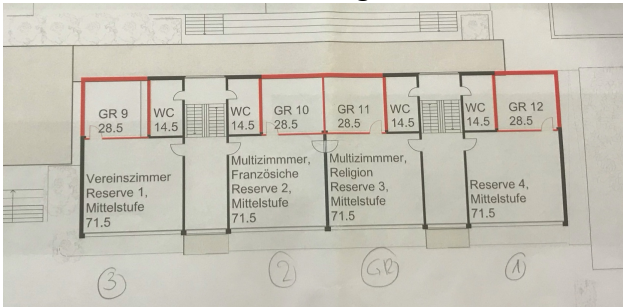 GR 9
28.5
WC
14.5
WC
14.5
GR 10
28.5
GR 11
28.5
WC
14.5
WC
14.5
GR 12
28.5
Vereinszimmer
Reserve 1,
Mittelstufe
71.5
Multizimmmer,
Französiche
Reserve 2,
Mittelstufe
71.5
Multizimmmer,
Religion
Reserve 3,
Mittelstufe
71.5
Reserve 4,
Mittelstufe
71.5
3
2
GR
1